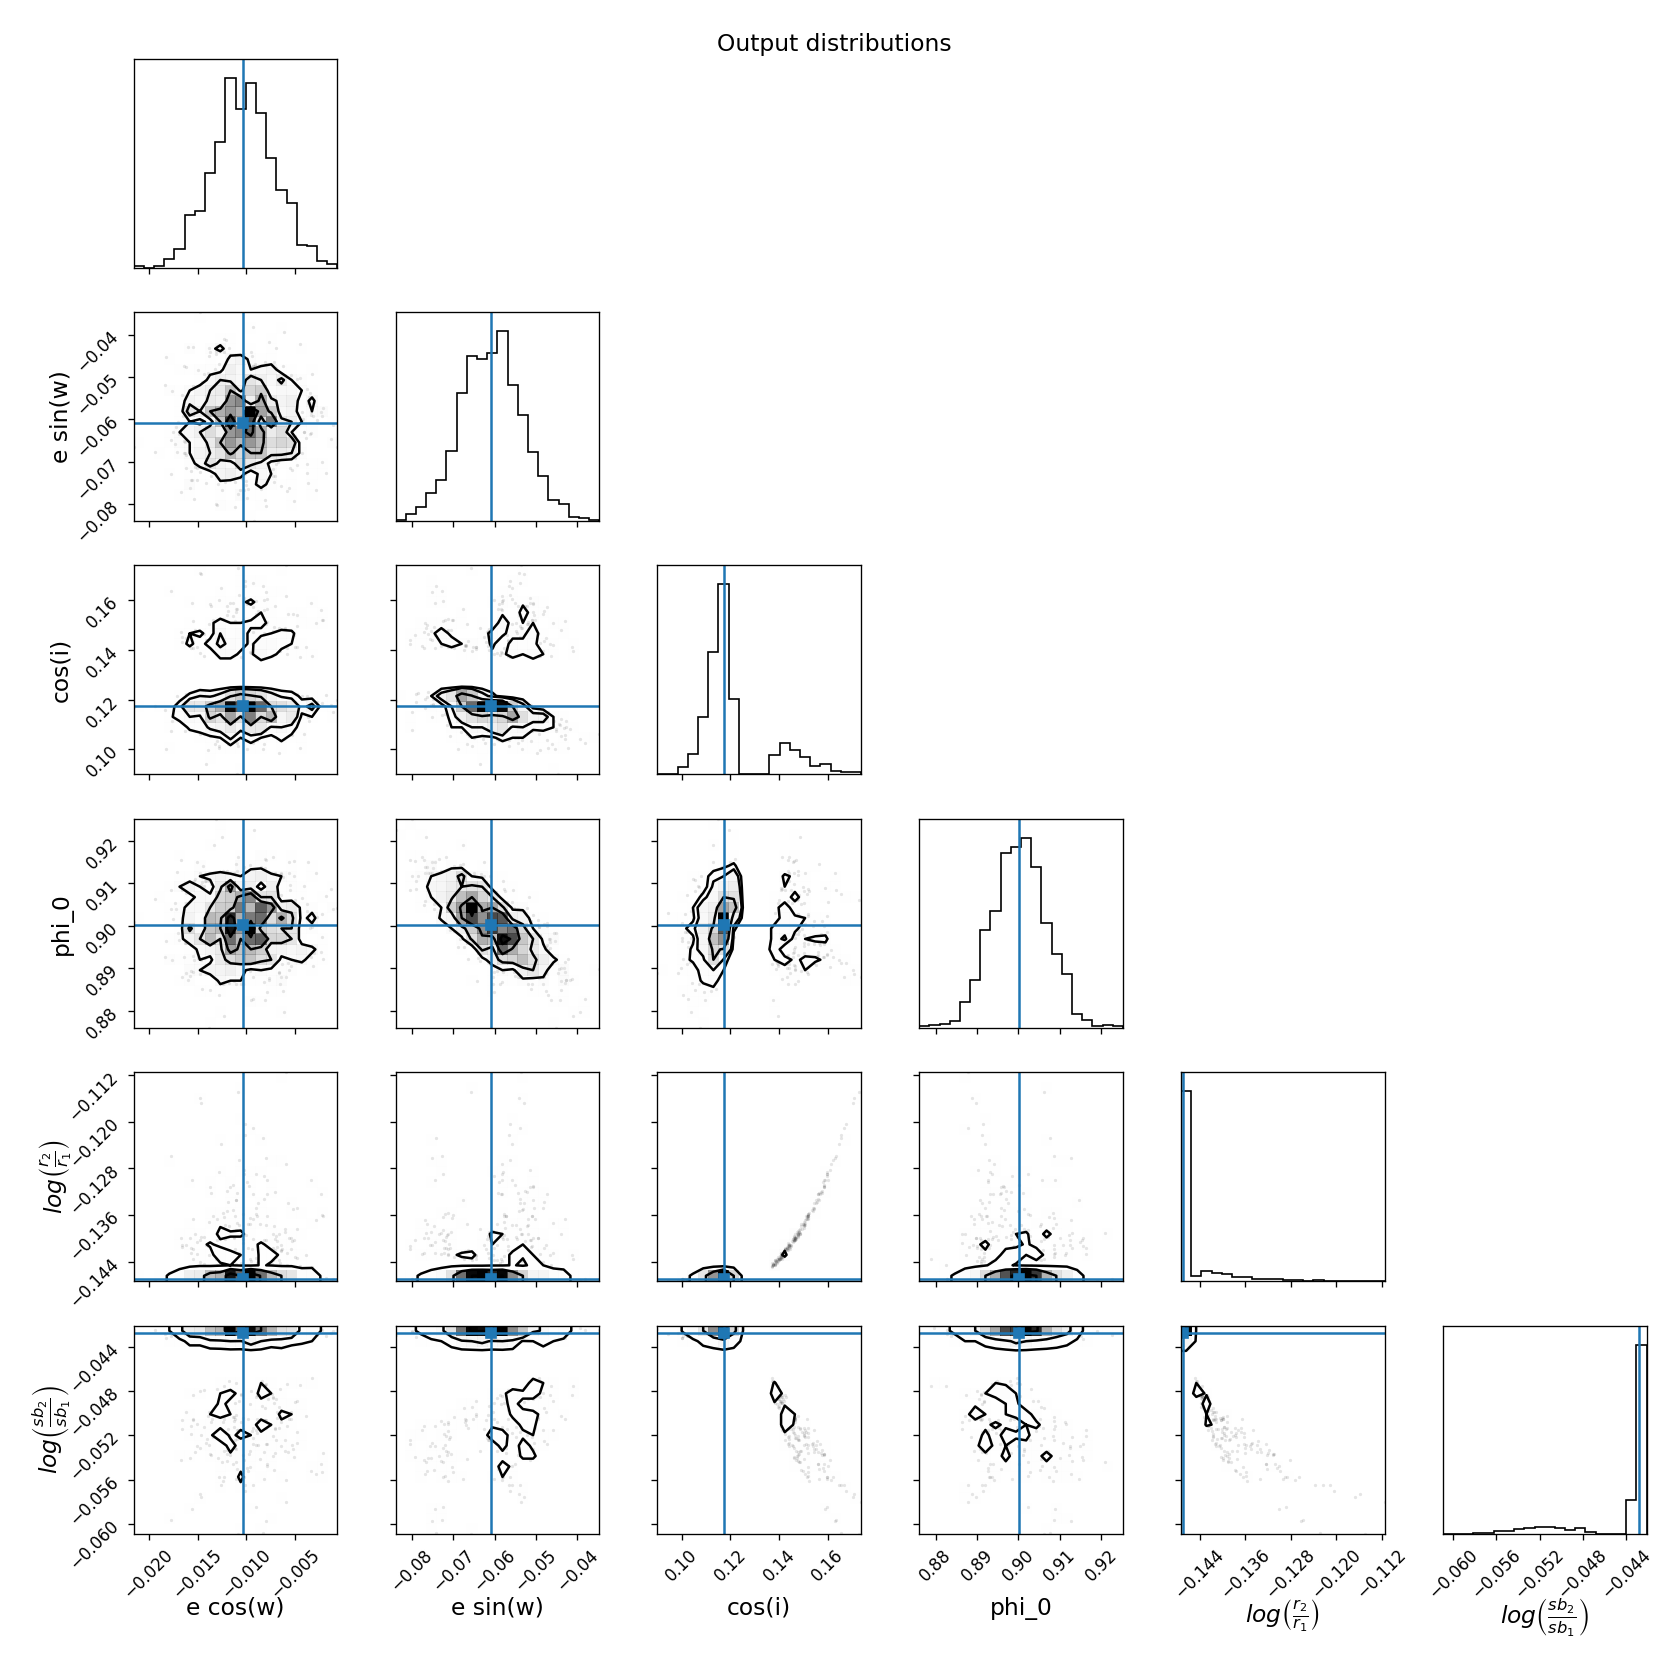 Output distributions
e sin(w)
−0.04
−0.05
−0.06
−0.07
−0.08
cos(i)
0.16
0.14
0.12
0.10
phi_0
0.92
0.91
0.90
0.89
0.88
log(r2/r1)
−0.112
−0.120
−0.128
−0.136
−0.144
log(sb2/sb1)
−0.044
−0.048
−0.052
−0.056
−0.060
−0.020 −0.015 −0.010 −0.005
e cos(w)
−0.08 −0.07 −0.06 −0.05 −0.04
e sin(w)
0.10 0.12 0.14 0.16
cos(i)
0.88 0.89 0.90 0.91 0.92
phi_0
−0.144 −0.136 −0.128 −0.120 −0.112
log(r2/r1)
−0.060 −0.056 −0.052 −0.048 −0.044
log(sb2/sb1)